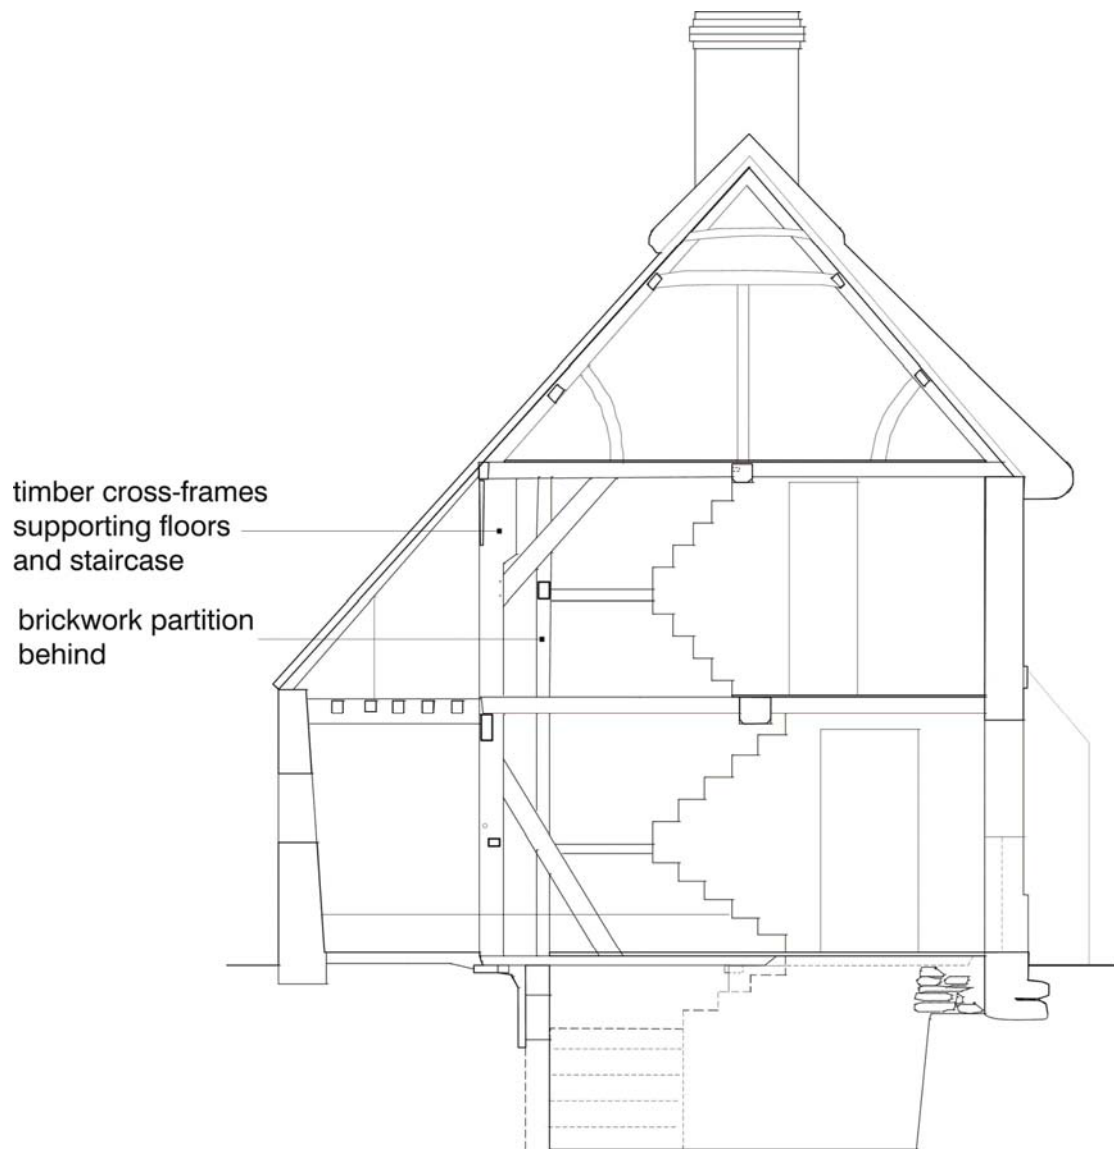 timber cross-frames
supporting floors
and staircase
brickwork partition
behind